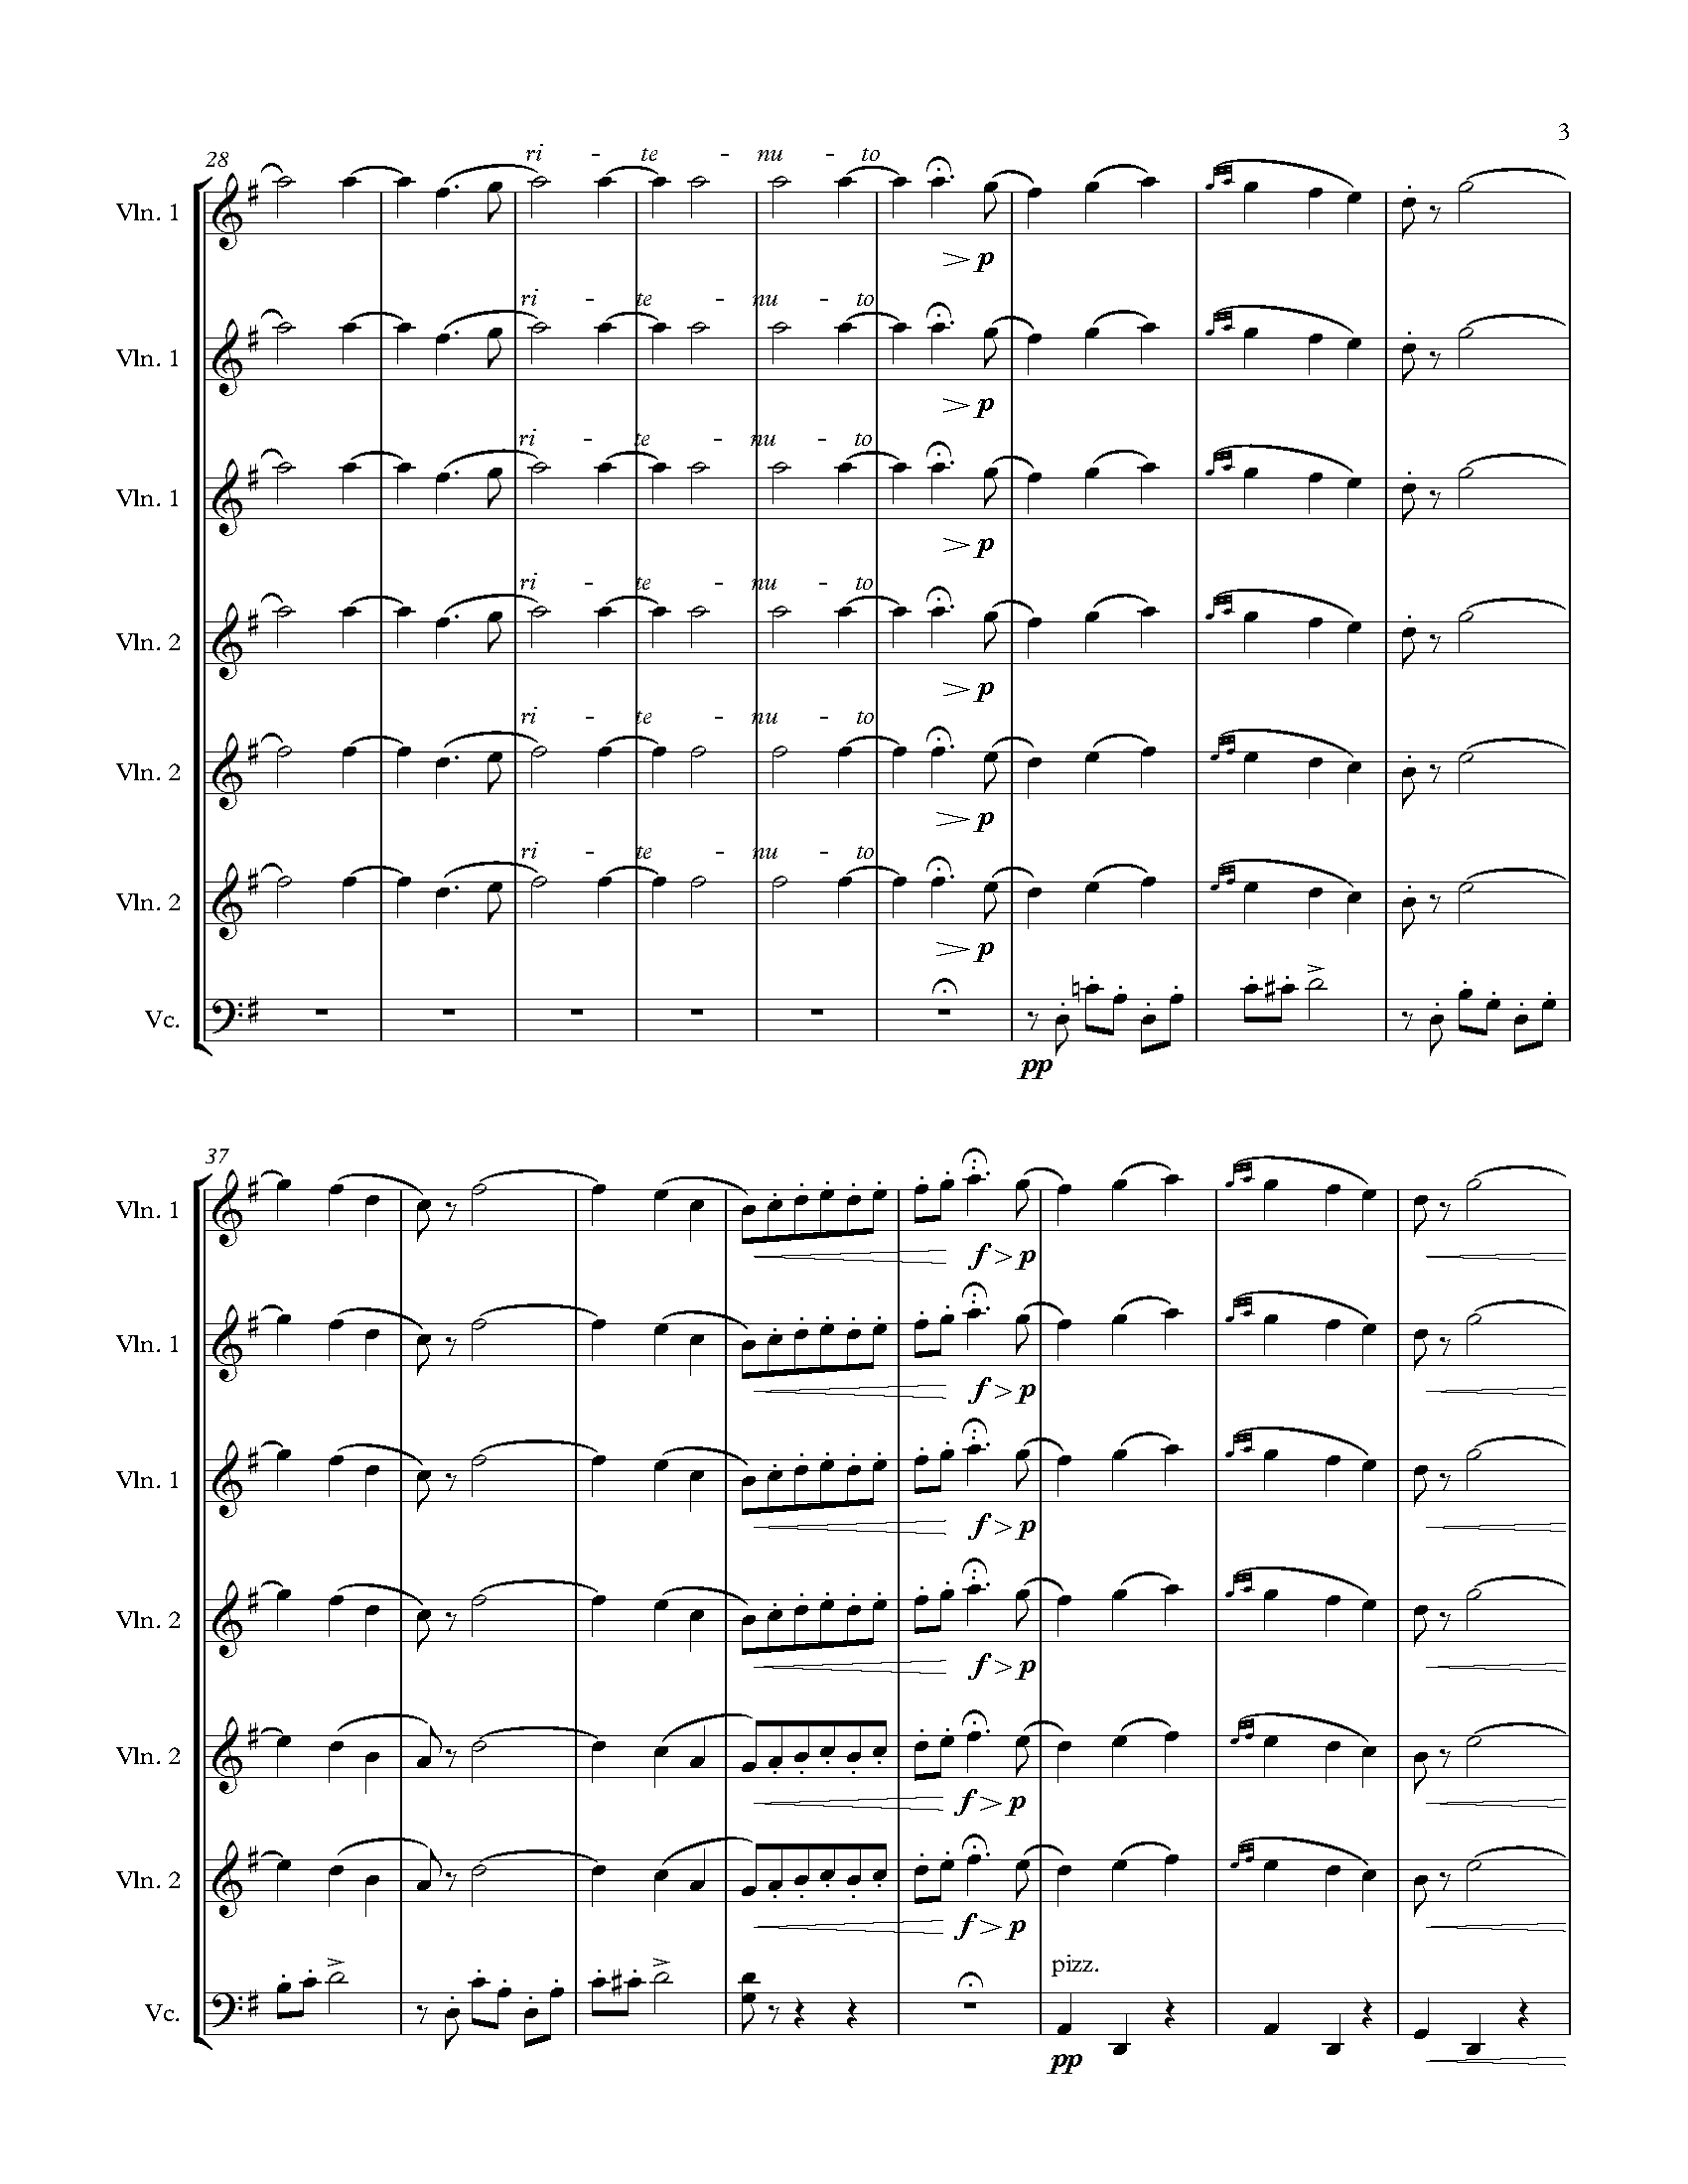 3
28
ri - te - nu - to
Vln. 1
p
ri - te - nu - to
Vln. 1
p
ri - te - nu - to
Vln. 1
p
ri - te - nu - to
Vln. 2
p
ri - te - nu - to
Vln. 2
p
ri - te - nu - to
Vln. 2
p
Vc.
pp
37
Vln. 1
f p
Vln. 1
f p
Vln. 1
f p
Vln. 2
f p
Vln. 2
f p
Vln. 2
f p
pizz.
Vc.
pp